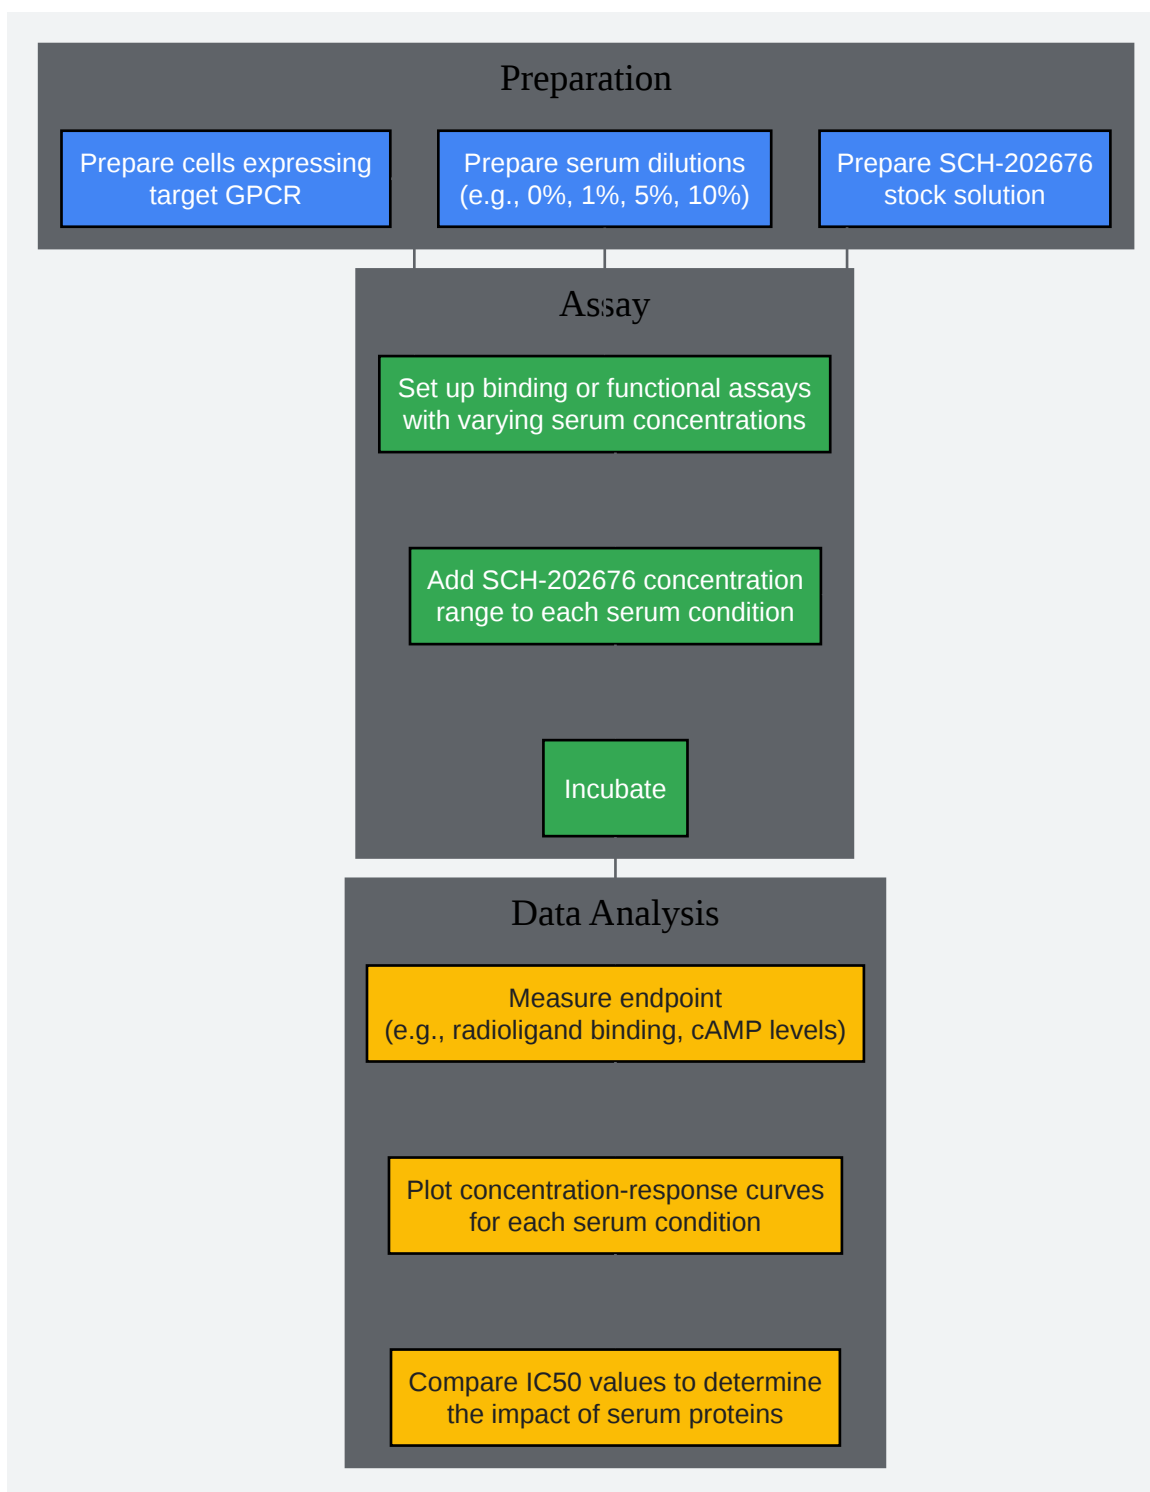 Preparation
Prepare cells expressing
target GPCR
Prepare serum dilutions
(e.g., 0%, 1%, 5%, 10%)
Prepare SCH-202676
stock solution
Assay
Set up binding or functional assays
with varying serum concentrations
Add SCH-202676 concentration
range to each serum condition
Incubate
Data Analysis
Measure endpoint
(e.g., radioligand binding, cAMP levels)
Plot concentration-response curves
for each serum condition
Compare IC50 values to determine
the impact of serum proteins